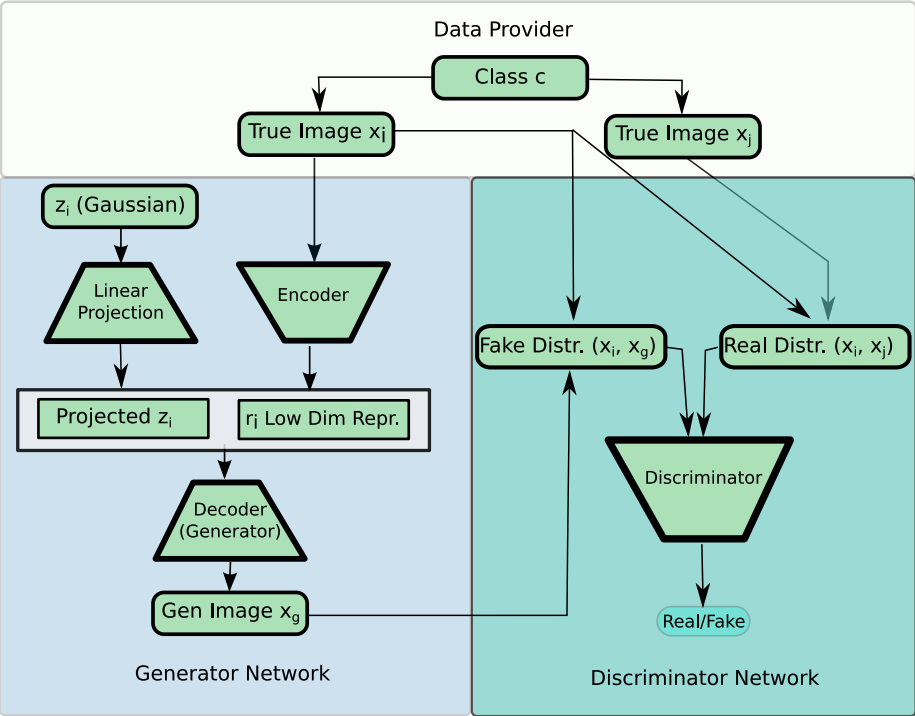 Data Provider
Class c
True Image xᵢ
True Image xⱼ
zᵢ (Gaussian)
Linear
Projection
Encoder
Projected zᵢ
rᵢ Low Dim Repr.
Decoder
(Generator)
Gen Image x_g
Generator Network
Fake Distr. (xᵢ, x_g)
Real Distr. (xᵢ, xⱼ)
Discriminator
Real/Fake
Discriminator Network